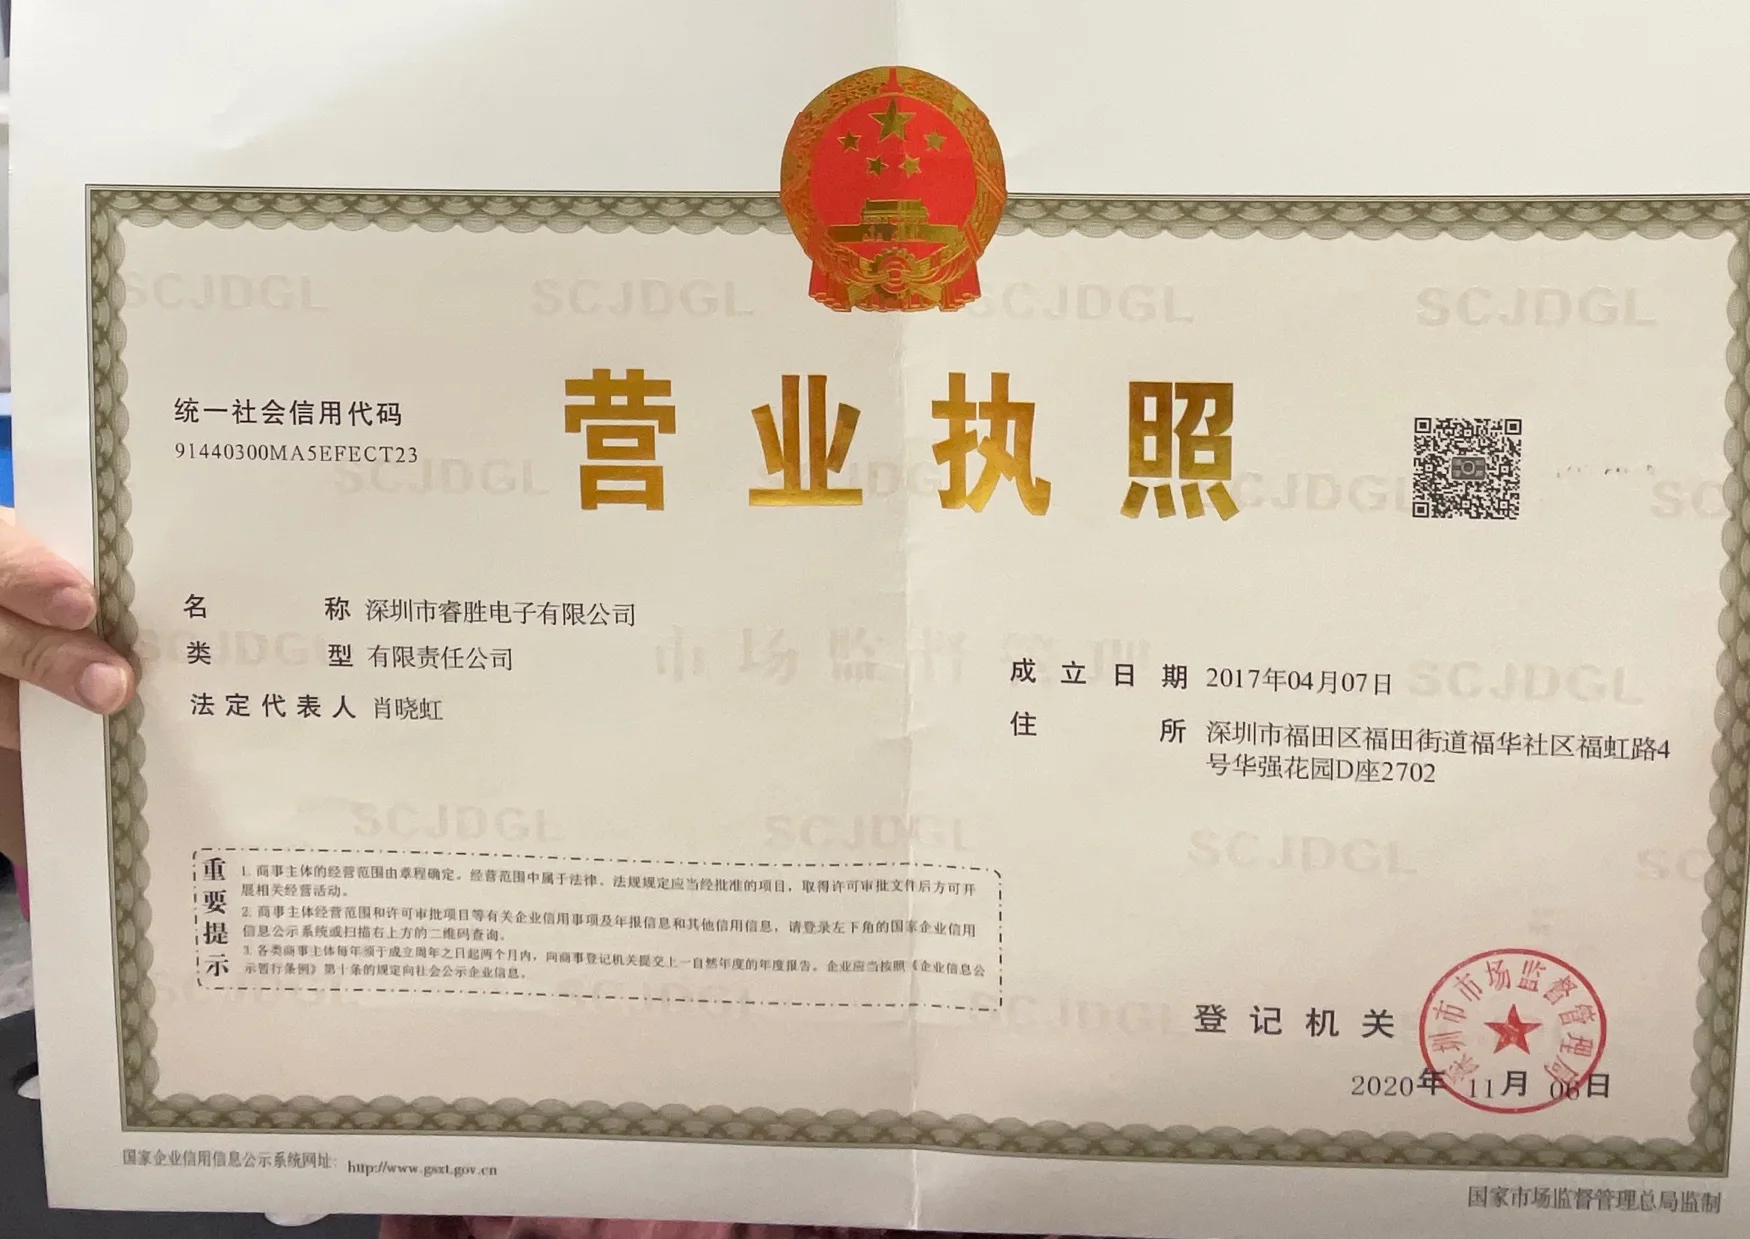 营业执照
统一社会信用代码
91440300MA5EFECT23
名称 深圳市睿胜电子有限公司
类型 有限责任公司
法定代表人 肖晓虹
成立日期 2017年04月07日
住所 深圳市福田区福田街道福华社区福虹路4
号华强花园D座2702
重要提示
1. 商事主体的经营范围由章程确定。经营范围中属于法律、法规规定应当经批准的项目，取得许可审批文件后方可开
展相关经营活动。
2. 商事主体经营范围和许可审批项目等有关企业信用事项及年报信息和其他信用信息，请登录左下角的国家企业信用
信息公示系统或扫描右上方的二维码查询。
3. 各类商事主体每年须于成立周年之日起两个月内，向商事登记机关提交上一自然年度的年度报告。企业应当按照《企业信息公
示暂行条例》第十条的规定向社会公示企业信息。
登记机关
深圳市市场监督管理局
2020年11月06日
国家企业信用信息公示系统网址：http://www.gsxt.gov.cn
国家市场监督管理总局监制
SCJDGL SCJDGL SCJDGL SCJDGL
SCJDGL
市场监督管理